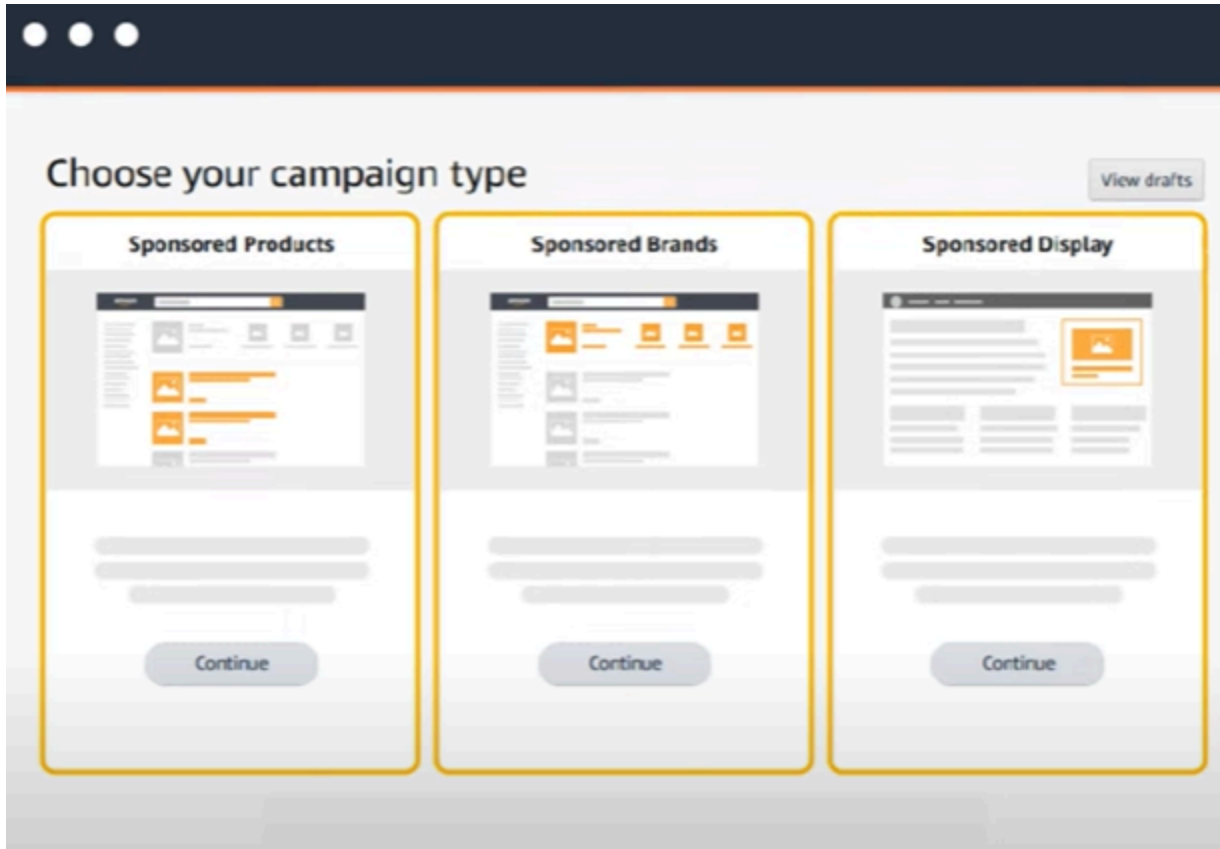 Choose your campaign type
View drafts
Sponsored Products
Sponsored Brands
Sponsored Display
Continue
Continue
Continue